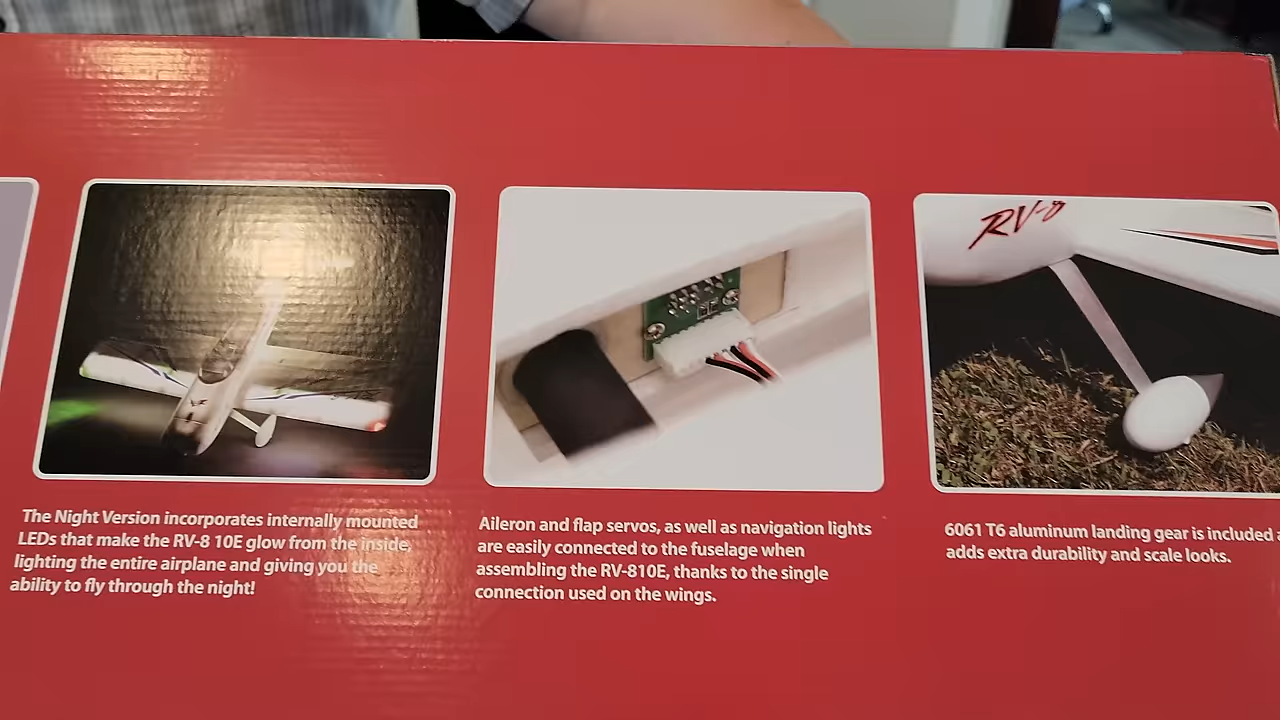 RV-8
The Night Version incorporates internally mounted
LEDs that make the RV-8 10E glow from the inside,
lighting the entire airplane and giving you the
ability to fly through the night!
Aileron and flap servos, as well as navigation lights
are easily connected to the fuselage when
assembling the RV-810E, thanks to the single
connection used on the wings.
6061 T6 aluminum landing gear is included
adds extra durability and scale looks.